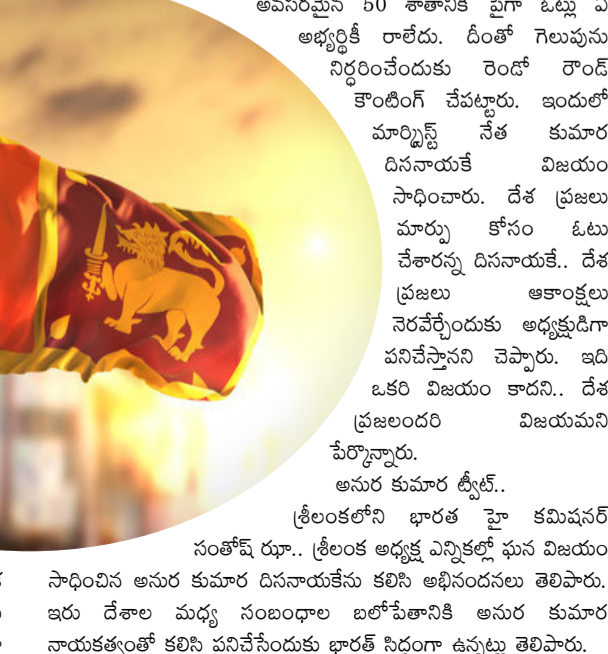 అవసరమైన 50 శాతానికి పైగా ఓట్లు ఏ
అభ్యర్థికీ రాలేదు. దీంతో గెలుపును
నిర్ధరించేందుకు రెండో రౌండ్
కౌంటింగ్ చేపట్టారు. ఇందులో
మార్క్సిస్ట్ నేత కుమార
దిసనాయకే విజయం
సాధించారు. దేశ ప్రజలు
మార్పు కోసం ఓటు
చేశారన్న దిసనాయకే.. దేశ
ప్రజలు ఆకాంక్షలు
నెరవేర్చేందుకు అధ్యక్షుడిగా
పనిచేస్తానని చెప్పారు. ఇది
ఒకరి విజయం కాదని.. దేశ
ప్రజలందరి విజయమని
పేర్కొన్నారు.
అనుర కుమార ట్వీట్..
శ్రీలంకలోని భారత హై కమిషనర్
సంతోష్ ఝా.. శ్రీలంక అధ్యక్ష ఎన్నికల్లో ఘన విజయం
సాధించిన అనుర కుమార దిసనాయకేను కలిసి అభినందనలు తెలిపారు.
ఇరు దేశాల మధ్య సంబంధాల బలోపేతానికి అనుర కుమార
నాయకత్వంతో కలిసి పనిచేసేందుకు భారత్ సిద్ధంగా ఉన్నట్లు తెలిపారు.